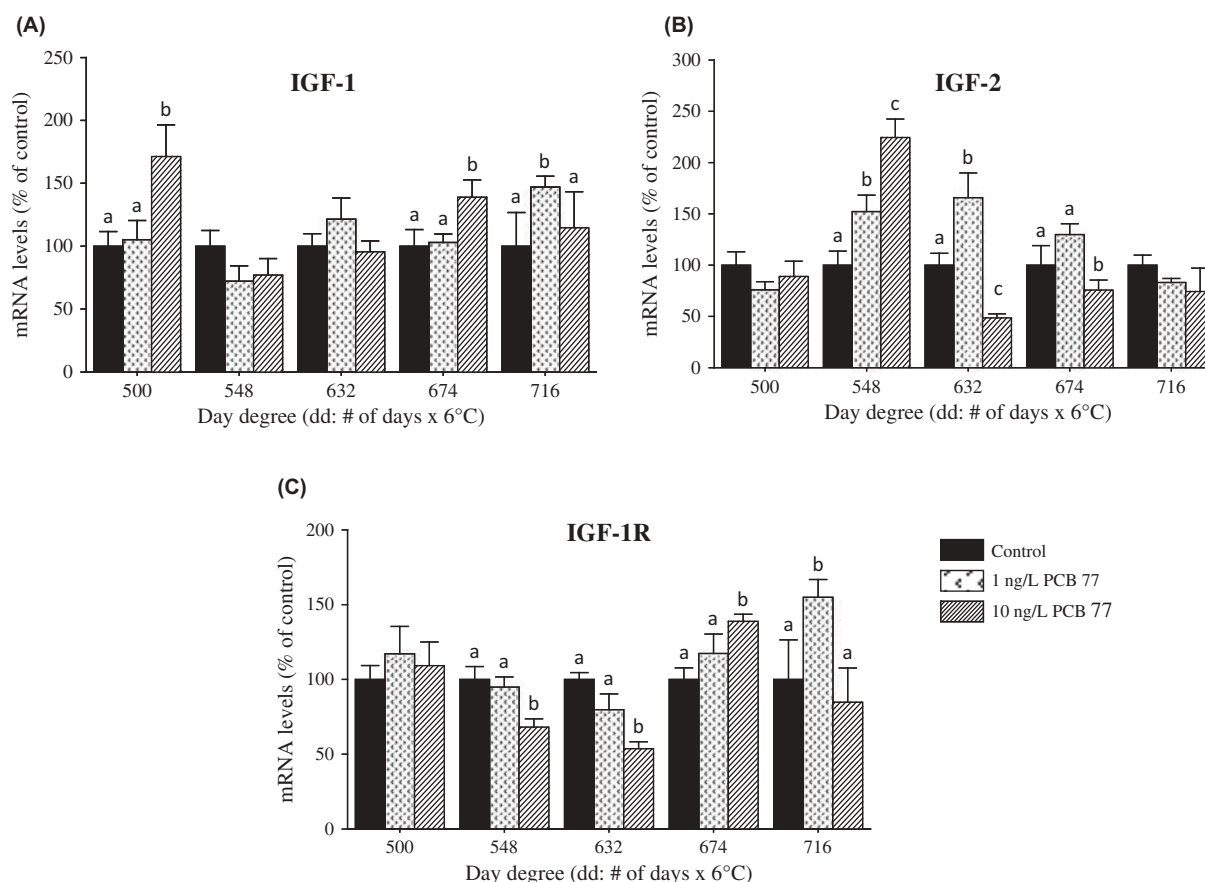 (A)
IGF-1
mRNA levels (% of control)
250
200
150
100
50
0
a a b
a a b
a b a
500 548 632 674 716
Day degree (dd: # of days x 6°C)
(B)
IGF-2
mRNA levels (% of control)
300
250
200
150
100
50
0
a b c
a b c
a a b
500 548 632 674 716
Day degree (dd: # of days x 6°C)
(C)
IGF-1R
mRNA levels (% of control)
200
150
100
50
0
a a b
a a b
a a b
a b a
500 548 632 674 716
Day degree (dd: # of days x 6°C)
Control
1 ng/L PCB 77
10 ng/L PCB 77